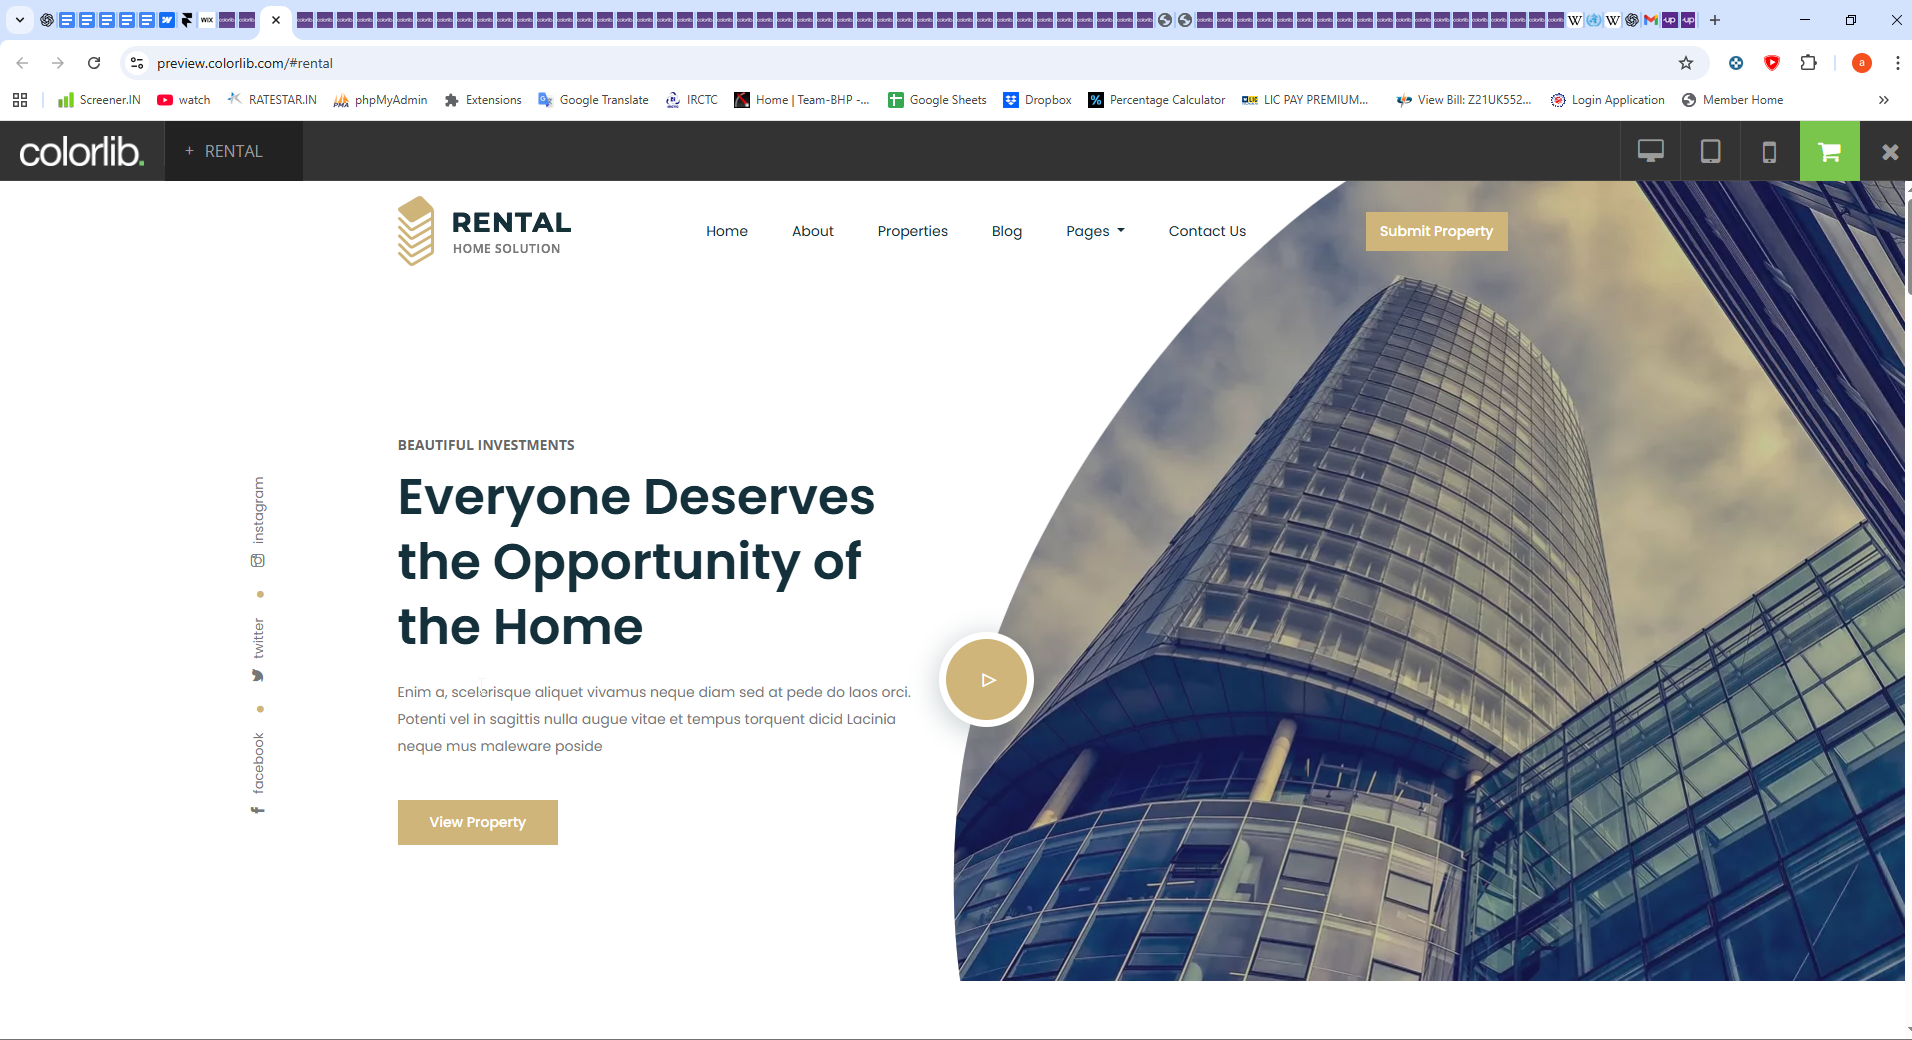 preview.colorlib.com/#rental
Screener.IN
watch
RATESTAR.IN
phpMyAdmin
Extensions
Google Translate
IRCTC
Home | Team-BHP -...
Google Sheets
Dropbox
Percentage Calculator
LIC PAY PREMIUM...
View Bill: Z21UK552...
Login Application
Member Home
colorlib.
+ RENTAL
RENTAL
HOME SOLUTION
Home
About
Properties
Blog
Pages
Contact Us
Submit Property
BEAUTIFUL INVESTMENTS
Everyone Deserves
the Opportunity of
the Home
Enim a, scelerisque aliquet vivamus neque diam sed at pede do laos orci.
Potenti vel in sagittis nulla augue vitae et tempus torquent dicid Lacinia
neque mus maleware poside
View Property
instagram
twitter
facebook